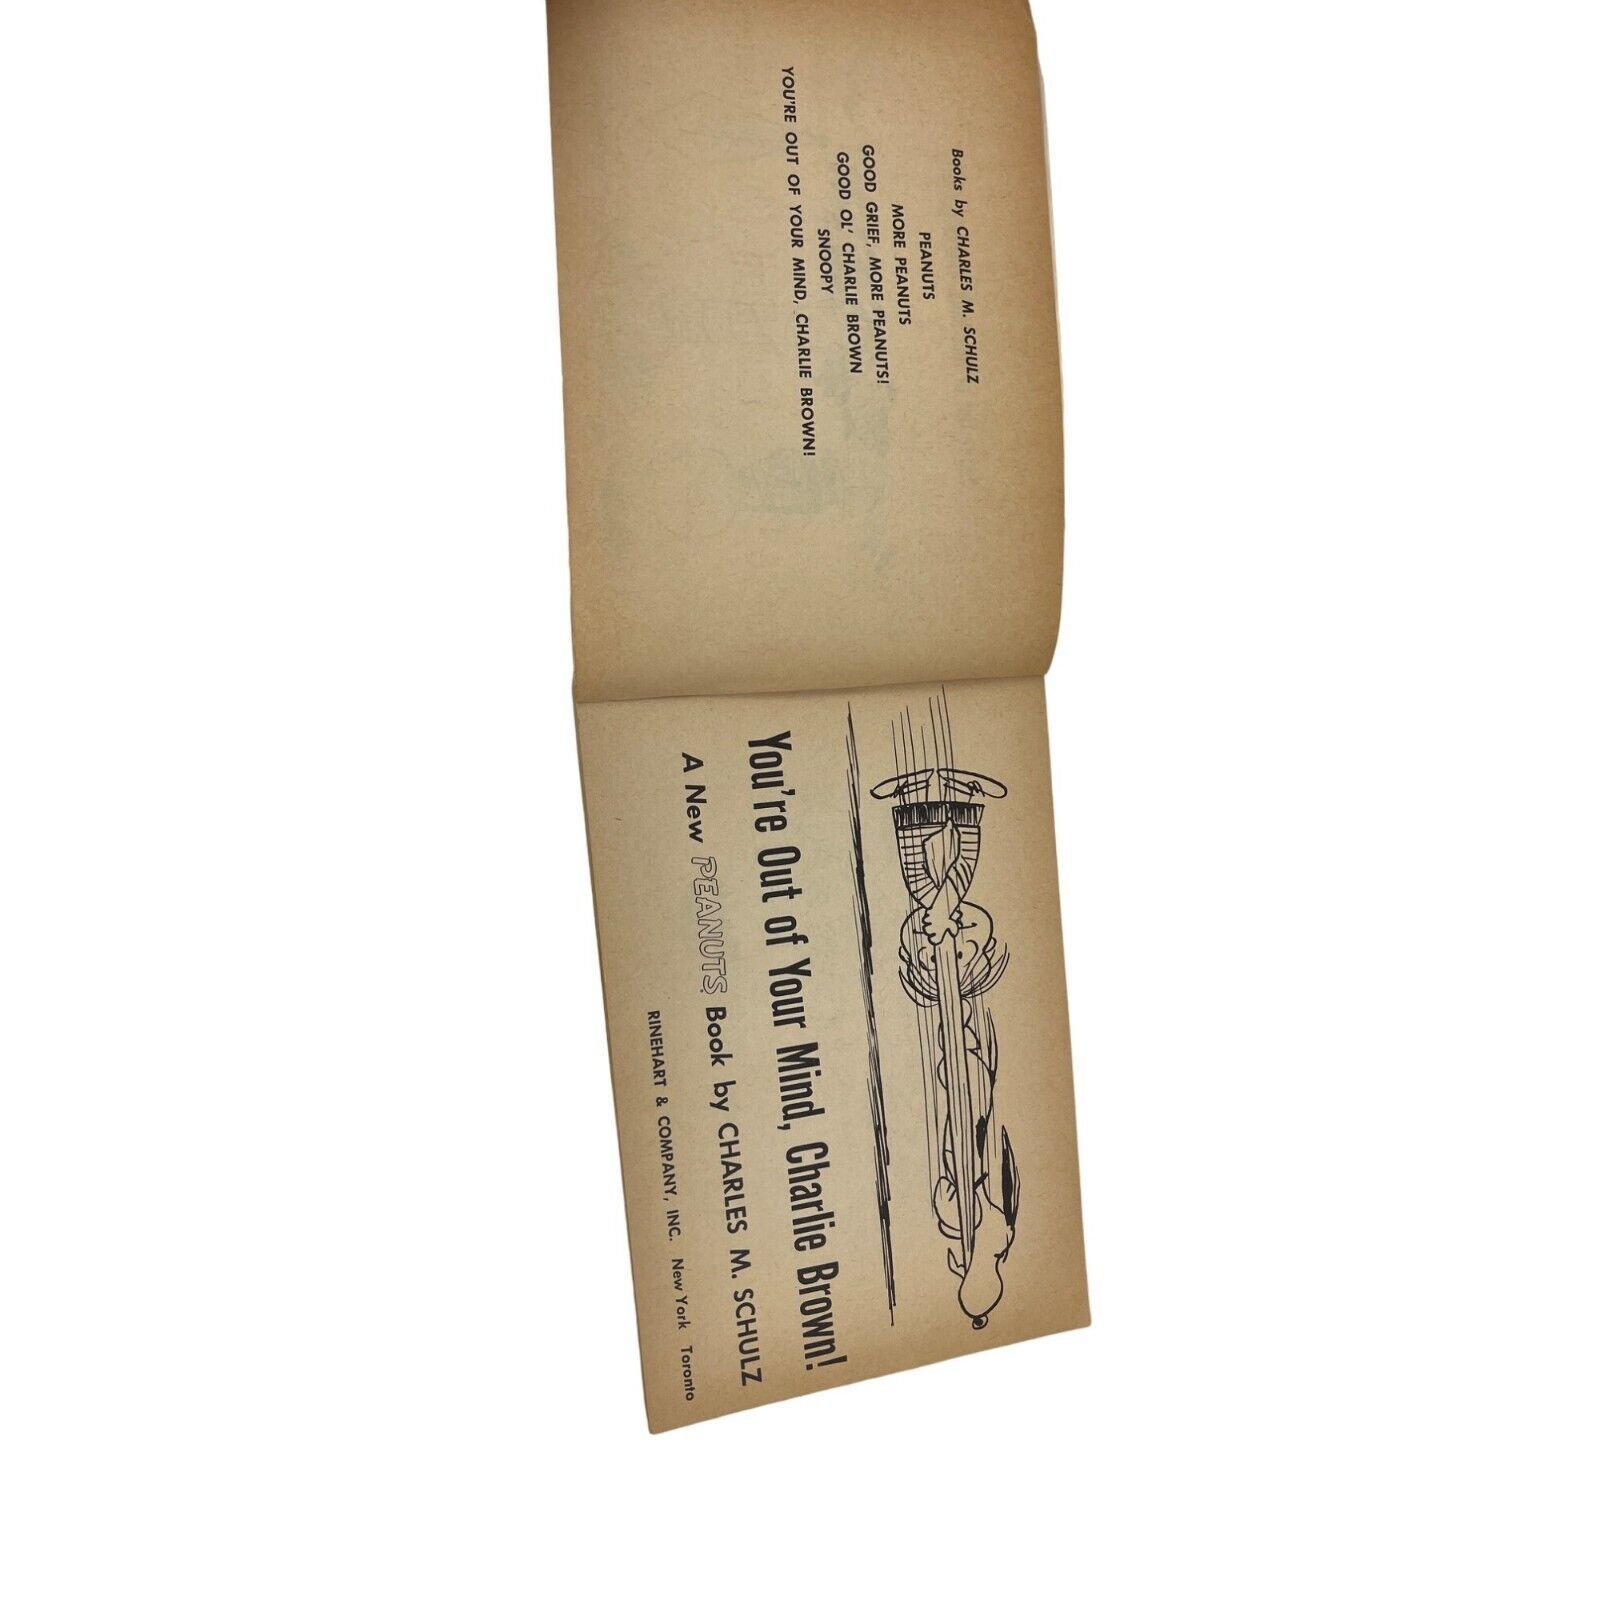 Books by CHARLES M. SCHULZ
PEANUTS
MORE PEANUTS
GOOD GRIEF, MORE PEANUTS!
GOOD OL' CHARLIE BROWN
SNOOPY
YOU'RE OUT OF YOUR MIND, CHARLIE BROWN!
You're Out of Your Mind, Charlie Brown!
A New PEANUTS Book by CHARLES M. SCHULZ
RINEHART & COMPANY, INC. New York Toronto